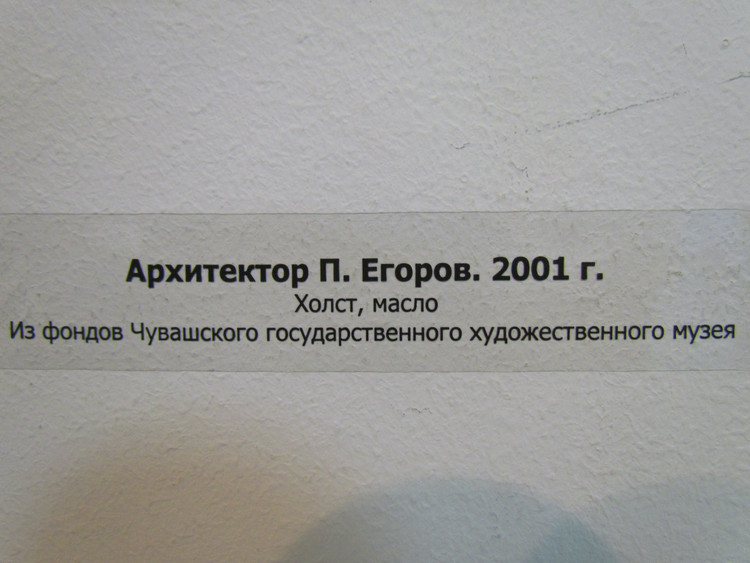 Архитектор П. Егоров. 2001 г.
Холст, масло
Из фондов Чувашского государственного художественного музея